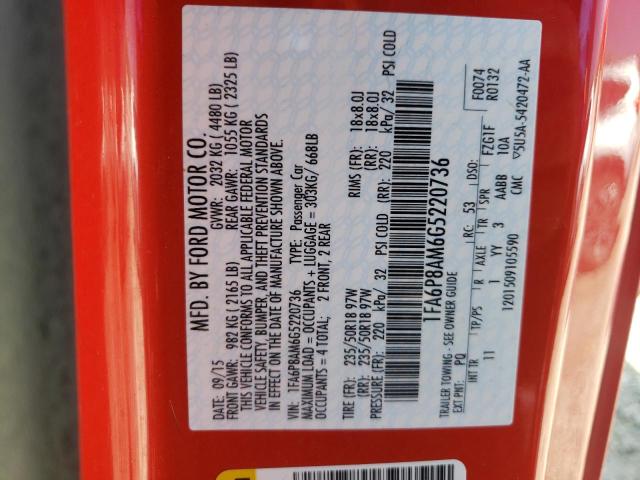 MFD. BY FORD MOTOR CO.
DATE: 09/15 GVWR: 2032 KG ( 4480 LB)
FRONT GAWR: 982 KG ( 2165 LB) REAR GAWR: 1055 KG ( 2325 LB)
THIS VEHICLE CONFORMS TO ALL APPLICABLE FEDERAL MOTOR
VEHICLE SAFETY, BUMPER, AND THEFT PREVENTION STANDARDS
IN EFFECT ON THE DATE OF MANUFACTURE SHOWN ABOVE.
VIN: 1FA6P8AM6G5220736 TYPE: Passenger Car
MAXIMUM LOAD = OCCUPANTS + LUGGAGE = 303KG/ 668LB
OCCUPANTS = 4 TOTAL: 2 FRONT, 2 REAR
TIRE (FR): 235/50R18 97W RIMS (FR): 18x8.0J
(RR): 235/50R18 97W (RR): 18x8.0J
PRESSURE (FR): 220 kPa/ 32 PSI COLD (RR): 220 kPa/ 32 PSI COLD
1FA6P8AM6G5220736
TRAILER TOWING - SEE OWNER GUIDE F0074
EXT PNT: PQ RC: 53 DSO: R0132
INT TR TP/PS R AXLE TR SPR FZG1F
11 1 YY 3 AABB 10A
1201509105590 CMC ▽5U5A-5420472-AA